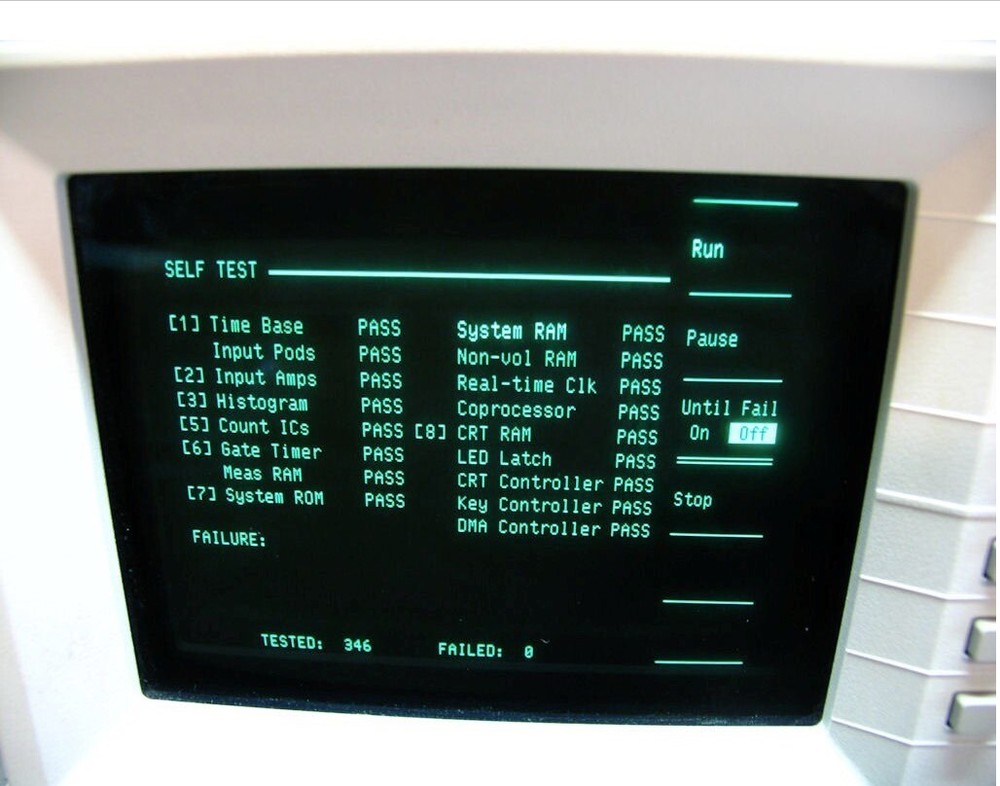 SELF TEST
[1] Time Base PASS System RAM PASS
Input Pods PASS Non-vol RAM PASS
[2] Input Amps PASS Real-time Clk PASS
[3] Histogram PASS Coprocessor PASS
[5] Count ICs PASS [8] CRT RAM PASS
[6] Gate Timer PASS LED Latch PASS
Meas RAM PASS CRT Controller PASS
[7] System ROM PASS Key Controller PASS
DMA Controller PASS
FAILURE:
TESTED: 346 FAILED: 0
Run
Pause
Until Fail
On Off
Stop